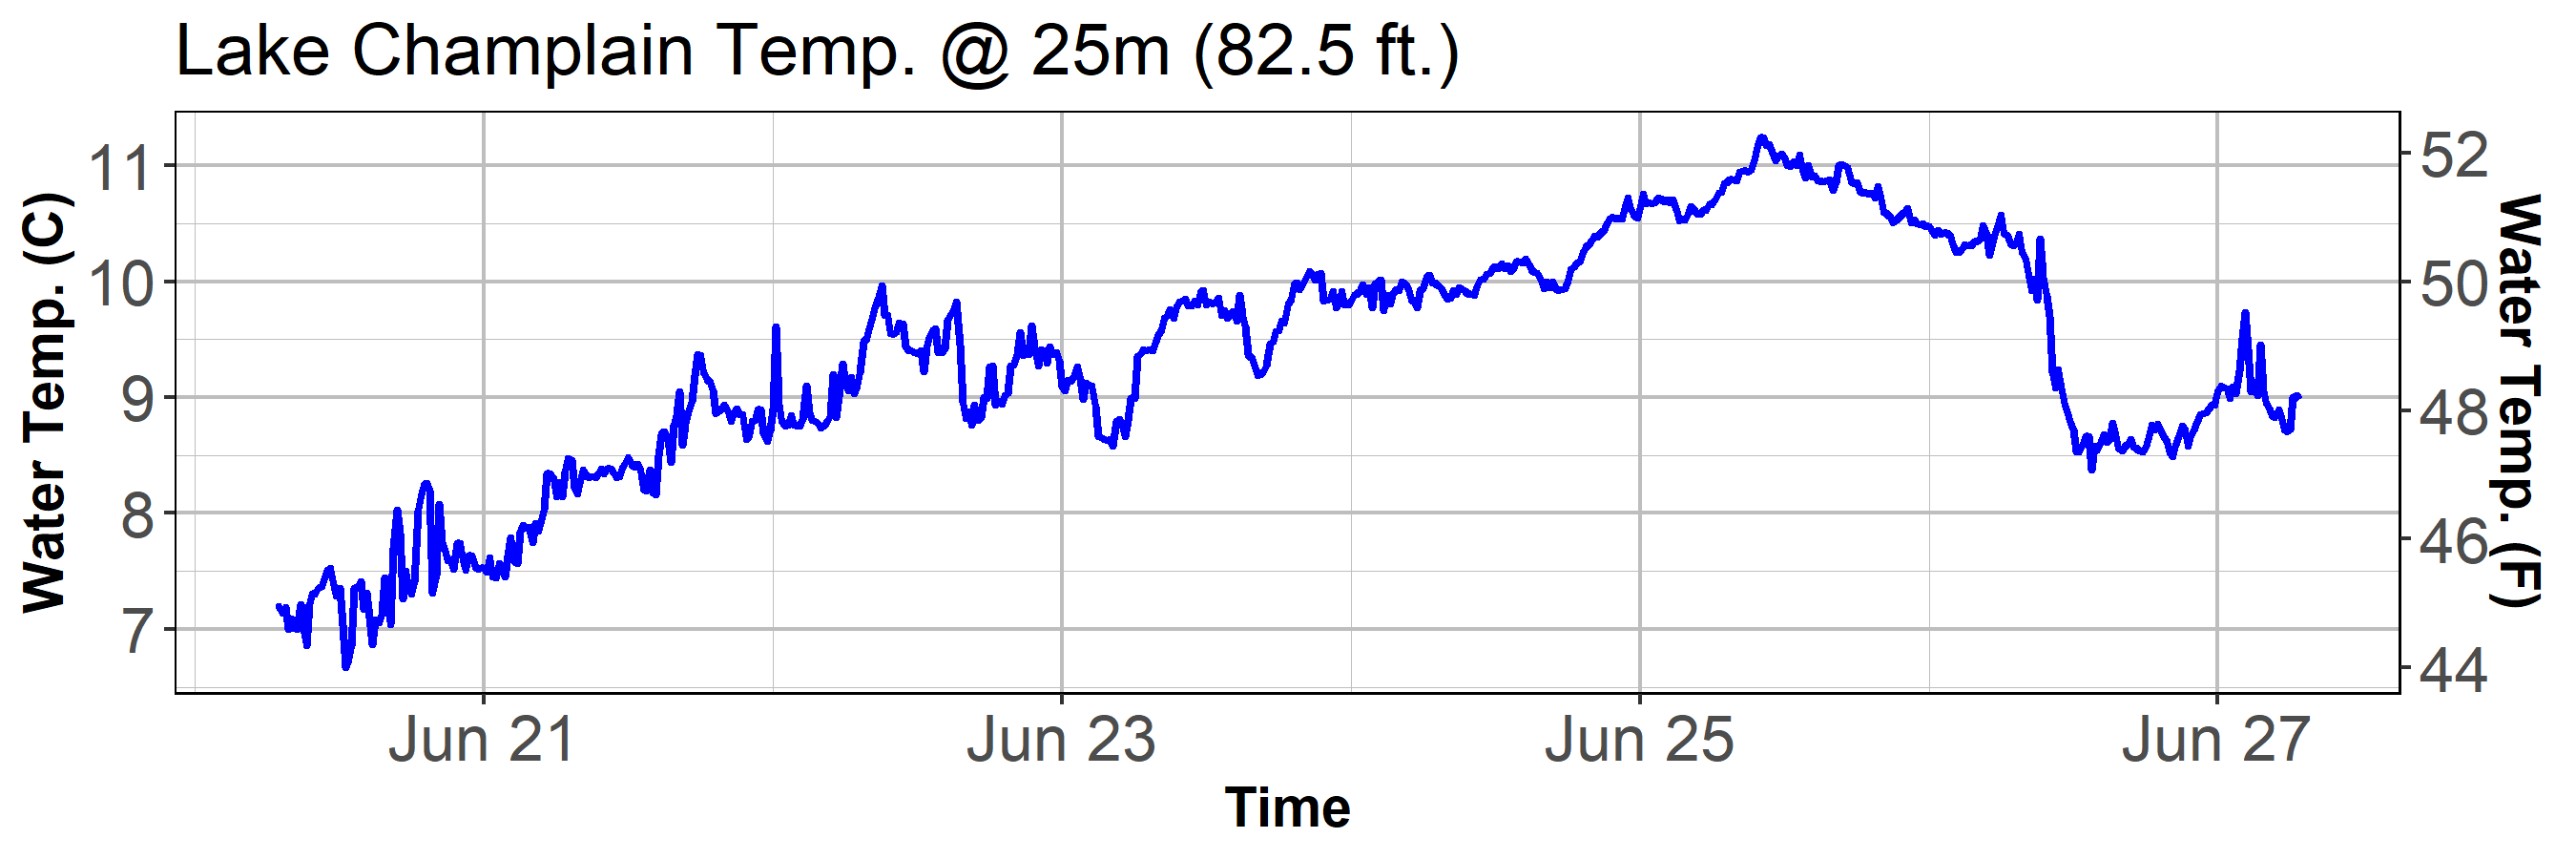 Lake Champlain Temp. @ 25m (82.5 ft.)
Water Temp. (C)
11
10
9
8
7
52
50
48
46
44
Water Temp. (F)
Jun 21 Jun 23 Jun 25 Jun 27
Time